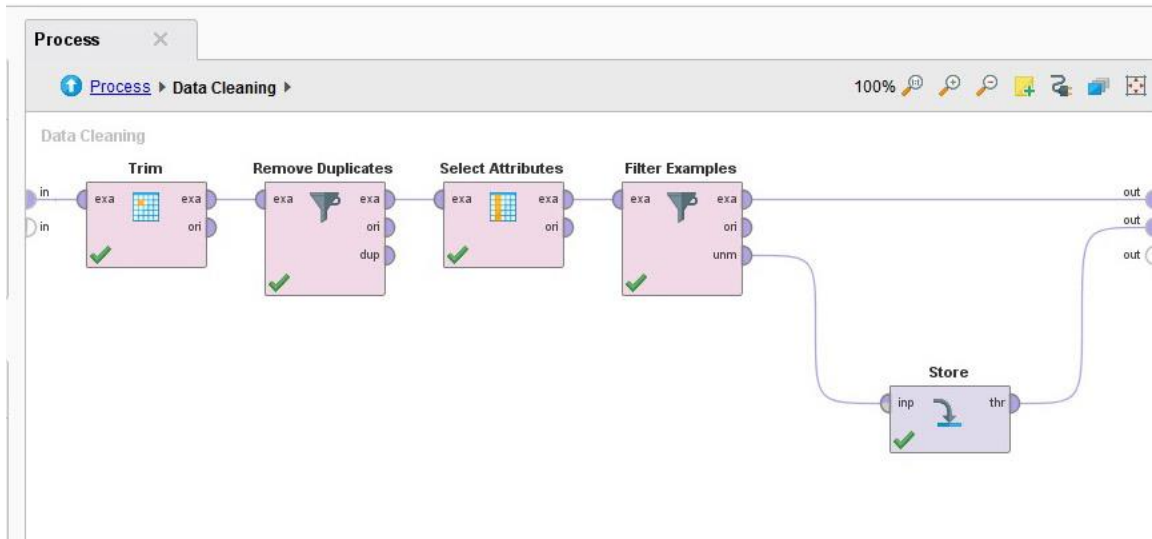 Process
Process Data Cleaning 100%
Data Cleaning
Trim Remove Duplicates Select Attributes Filter Examples
in exa exa exa exa exa exa exa exa out
in ori ori ori ori out
dup unm out
Store
inp thr